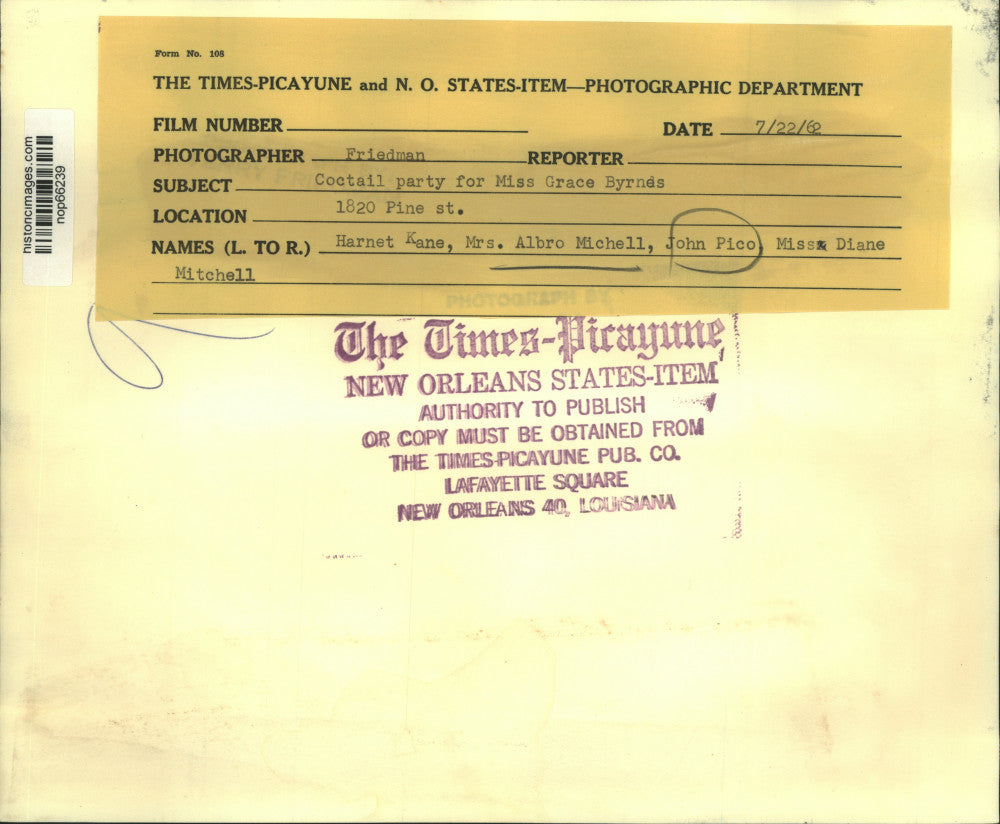 Form No. 108
THE TIMES-PICAYUNE and N. O. STATES-ITEM—PHOTOGRAPHIC DEPARTMENT
FILM NUMBER
DATE 7/22/62
PHOTOGRAPHER Friedman REPORTER
SUBJECT Coctail party for Miss Grace Byrnes
LOCATION 1820 Pine st.
NAMES (L. TO R.) Harnet Kane, Mrs. Albro Michell, John Pico, Miss Diane
Mitchell
historicimages.com
nop66239
PHOTOGRAPH BY
The Times-Picayune
NEW ORLEANS STATES-ITEM
AUTHORITY TO PUBLISH
OR COPY MUST BE OBTAINED FROM
THE TIMES-PICAYUNE PUB. CO.
LAFAYETTE SQUARE
NEW ORLEANS 40, LOUISIANA